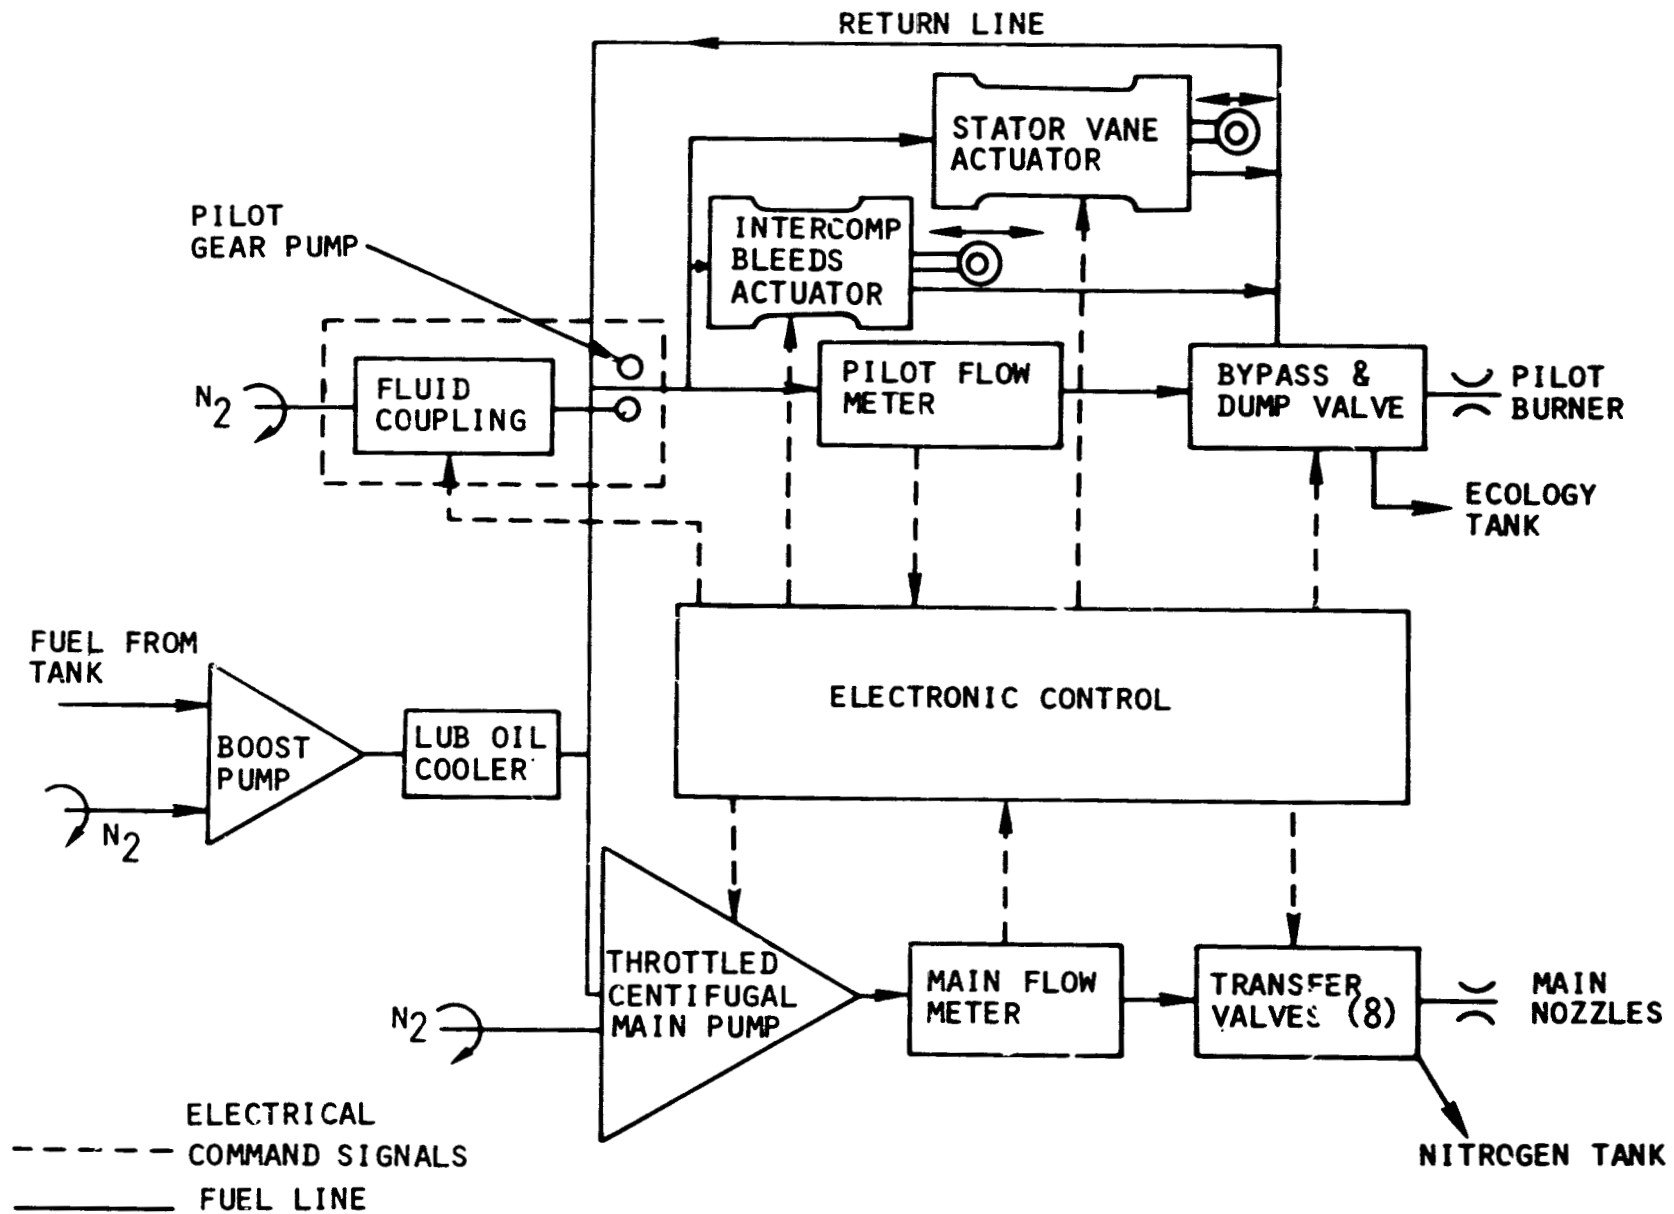 RETURN LINE
STATOR VANE
ACTUATOR
PILOT
GEAR PUMP
INTERCOMP
BLEEDS
ACTUATOR
N2
FLUID
COUPLING
PILOT FLOW
METER
BYPASS &
DUMP VALVE
PILOT
BURNER
ECOLOGY
TANK
FUEL FROM
TANK
BOOST
PUMP
N2
LUB OIL
COOLER
ELECTRONIC CONTROL
THROTTLED
CENTIFUGAL
MAIN PUMP
N2
MAIN FLOW
METER
TRANSFER
VALVES (8)
MAIN
NOZZLES
NITROGEN TANK
ELECTRICAL
COMMAND SIGNALS
FUEL LINE